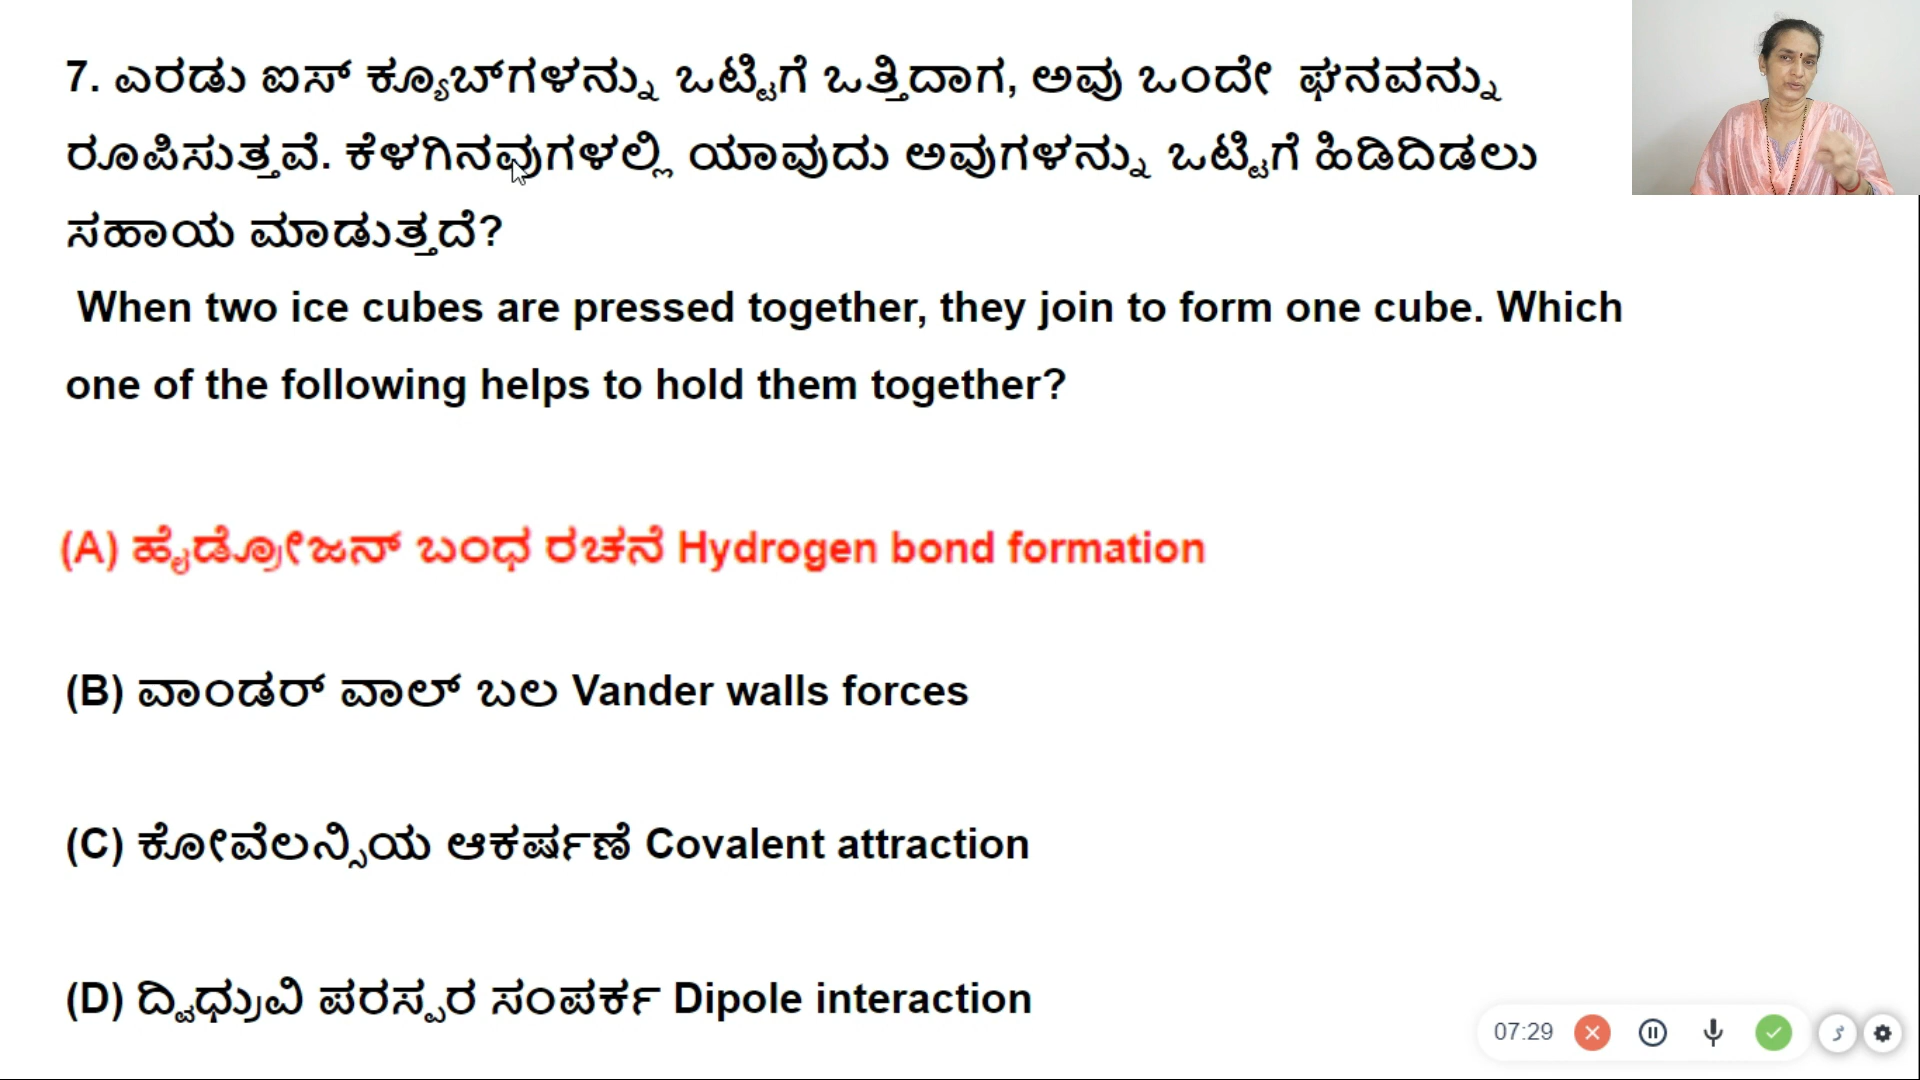 7. ಎರಡು ಐಸ್ ಕ್ಯೂಬ್‌ಗಳನ್ನು ಒಟ್ಟಿಗೆ ಒತ್ತಿದಾಗ, ಅವು ಒಂದೇ ಘನವನ್ನು
ರೂಪಿಸುತ್ತವೆ. ಕೆಳಗಿನವುಗಳಲ್ಲಿ ಯಾವುದು ಅವುಗಳನ್ನು ಒಟ್ಟಿಗೆ ಹಿಡಿದಿಡಲು
ಸಹಾಯ ಮಾಡುತ್ತದೆ?
When two ice cubes are pressed together, they join to form one cube. Which
one of the following helps to hold them together?
(A) ಹೈಡ್ರೋಜನ್ ಬಂಧ ರಚನೆ Hydrogen bond formation
(B) ವಾಂಡರ್ ವಾಲ್ ಬಲ Vander walls forces
(C) ಕೋವೆಲನ್ಸಿಯ ಆಕರ್ಷಣೆ Covalent attraction
(D) ದ್ವಿಧ್ರುವಿ ಪರಸ್ಪರ ಸಂಪರ್ಕ Dipole interaction
07:29